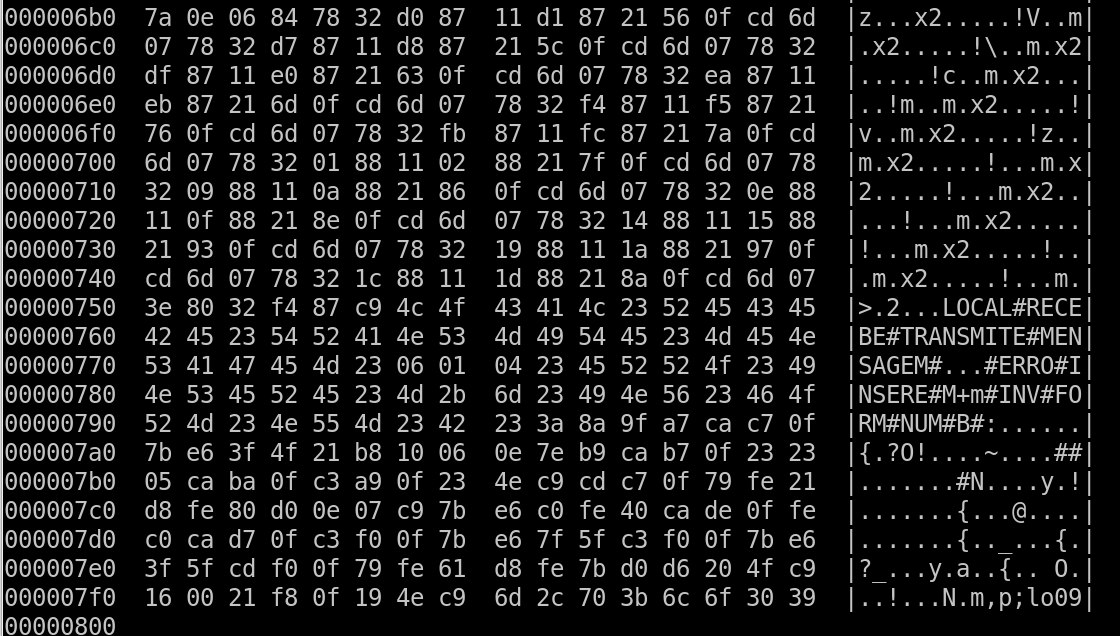 000006b0  7a 0e 06 84 78 32 d0 87  11 d1 87 21 56 0f cd 6d  |z...x2.....!V..m|
000006c0  07 78 32 d7 87 11 d8 87  21 5c 0f cd 6d 07 78 32  |.x2.....!\..m.x2|
000006d0  df 87 11 e0 87 21 63 0f  cd 6d 07 78 32 ea 87 11  |.....!c..m.x2...|
000006e0  eb 87 21 6d 0f cd 6d 07  78 32 f4 87 11 f5 87 21  |..!m..m.x2.....!|
000006f0  76 0f cd 6d 07 78 32 fb  87 11 fc 87 21 7a 0f cd  |v..m.x2.....!z..|
00000700  6d 07 78 32 01 88 11 02  88 21 7f 0f cd 6d 07 78  |m.x2.....!...m.x|
00000710  32 09 88 11 0a 88 21 86  0f cd 6d 07 78 32 0e 88  |2.....!...m.x2..|
00000720  11 0f 88 21 8e 0f cd 6d  07 78 32 14 88 11 15 88  |...!...m.x2.....|
00000730  21 93 0f cd 6d 07 78 32  19 88 11 1a 88 21 97 0f  |!...m.x2.....!..|
00000740  cd 6d 07 78 32 1c 88 11  1d 88 21 8a 0f cd 6d 07  |.m.x2.....!...m.|
00000750  3e 80 32 f4 87 c9 4c 4f  43 41 4c 23 52 45 43 45  |>.2...LOCAL#RECE|
00000760  42 45 23 54 52 41 4e 53  4d 49 54 45 23 4d 45 4e  |BE#TRANSMITE#MEN|
00000770  53 41 47 45 4d 23 06 01  04 23 45 52 52 4f 23 49  |SAGEM#...#ERRO#I|
00000780  4e 53 45 52 45 23 4d 2b  6d 23 49 4e 56 23 46 4f  |NSERE#M+m#INV#FO|
00000790  52 4d 23 4e 55 4d 23 42  23 3a 8a 9f a7 ca c7 0f  |RM#NUM#B#:......|
000007a0  7b e6 3f 4f 21 b8 10 06  0e 7e b9 ca b7 0f 23 23  |{.?O!....~....##|
000007b0  05 ca ba 0f c3 a9 0f 23  4e c9 cd c7 0f 79 fe 21  |.......#N....y.!|
000007c0  d8 fe 80 d0 0e 07 c9 7b  e6 c0 fe 40 ca de 0f fe  |.......{...@....|
000007d0  c0 ca d7 0f c3 f0 0f 7b  e6 7f 5f c3 f0 0f 7b e6  |.......{.._...{.|
000007e0  3f 5f cd f0 0f 79 fe 61  d8 fe 7b d0 d6 20 4f c9  |?_...y.a..{.. O.|
000007f0  16 00 21 f8 0f 19 4e c9  6d 2c 70 3b 6c 6f 30 39  |..!...N.m,p;lo09|
00000800